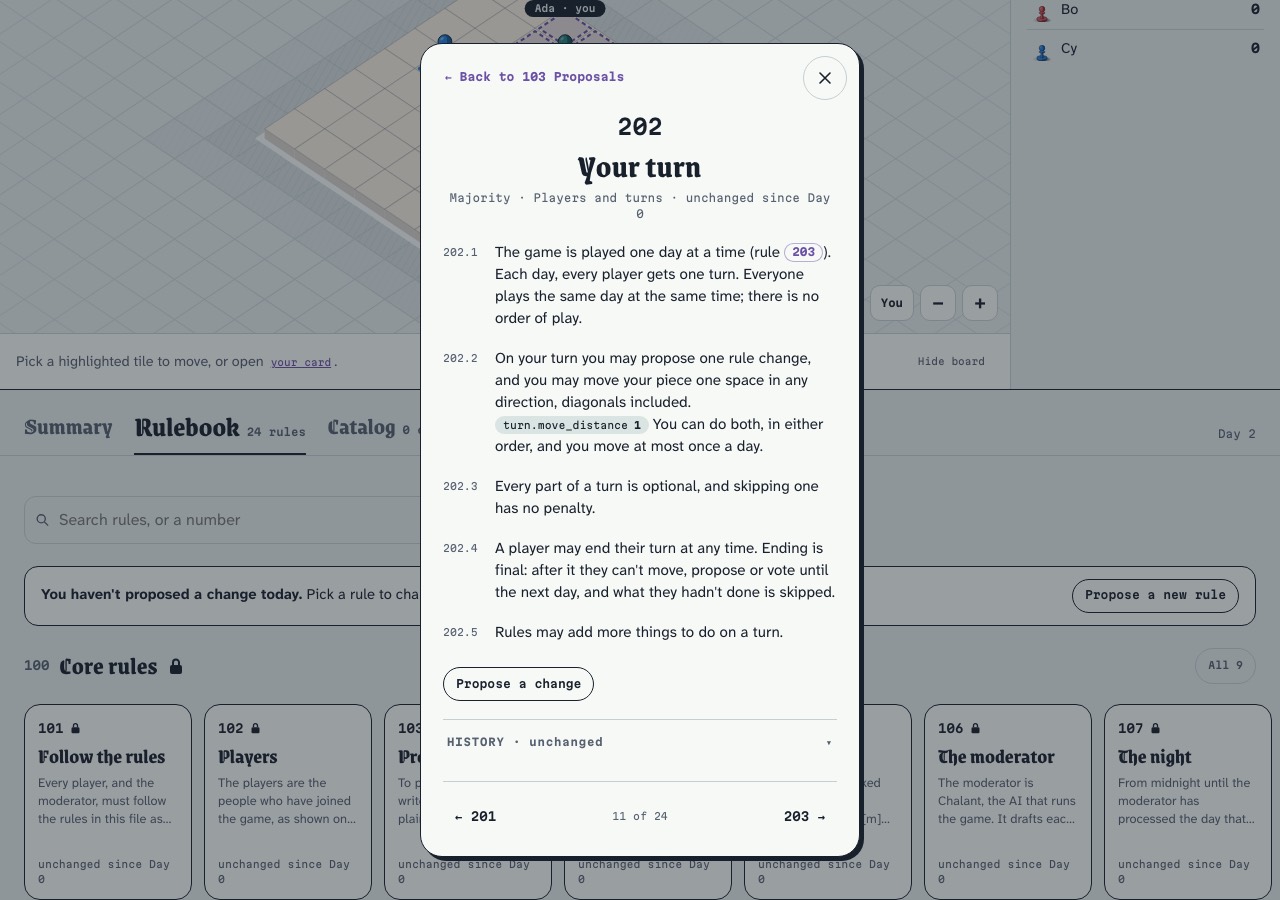 Ada · you
Bo 0
Cy 0
← Back to 103 Proposals
202
Your turn
Majority · Players and turns · unchanged since Day
0
202.1 The game is played one day at a time (rule 203).
Each day, every player gets one turn. Everyone
plays the same day at the same time; there is no
order of play.
202.2 On your turn you may propose one rule change,
and you may move your piece one space in any
direction, diagonals included.
turn.move_distance 1 You can do both, in either
order, and you move at most once a day.
202.3 Every part of a turn is optional, and skipping one
has no penalty.
202.4 A player may end their turn at any time. Ending is
final: after it they can't move, propose or vote until
the next day, and what they hadn't done is skipped.
202.5 Rules may add more things to do on a turn.
Propose a change
HISTORY · unchanged
← 201 11 of 24 203 →
You − +
Pick a highlighted tile to move, or open your card.
Hide board
Summary Rulebook 24 rules Catalog 0
Day 2
Search rules, or a number
You haven't proposed a change today. Pick a rule to cha
Propose a new rule
100 Core rules
All 9
101
Follow the rules
Every player, and the
moderator, must follow
the rules in this file as…
unchanged since Day
0
102
Players
The players are the
people who have joined
the game, as shown on…
unchanged since Day
0
103
unchanged since Day
0
unchanged since Day
0
unchanged since Day
0
106
The moderator
The moderator is
Chalant, the AI that runs
the game. It drafts eac…
unchanged since Day
0
107
The night
From midnight until the
moderator has
processed the day that…
unchanged since Day
0